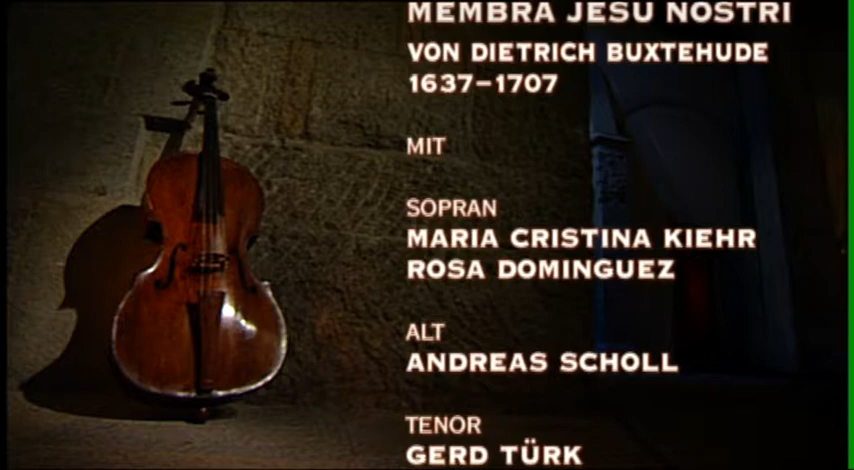 MEMBRA JESU NOSTRI
VON DIETRICH BUXTEHUDE
1637–1707
MIT
SOPRAN
MARIA CRISTINA KIEHR
ROSA DOMINGUEZ
ALT
ANDREAS SCHOLL
TENOR
GERD TÜRK